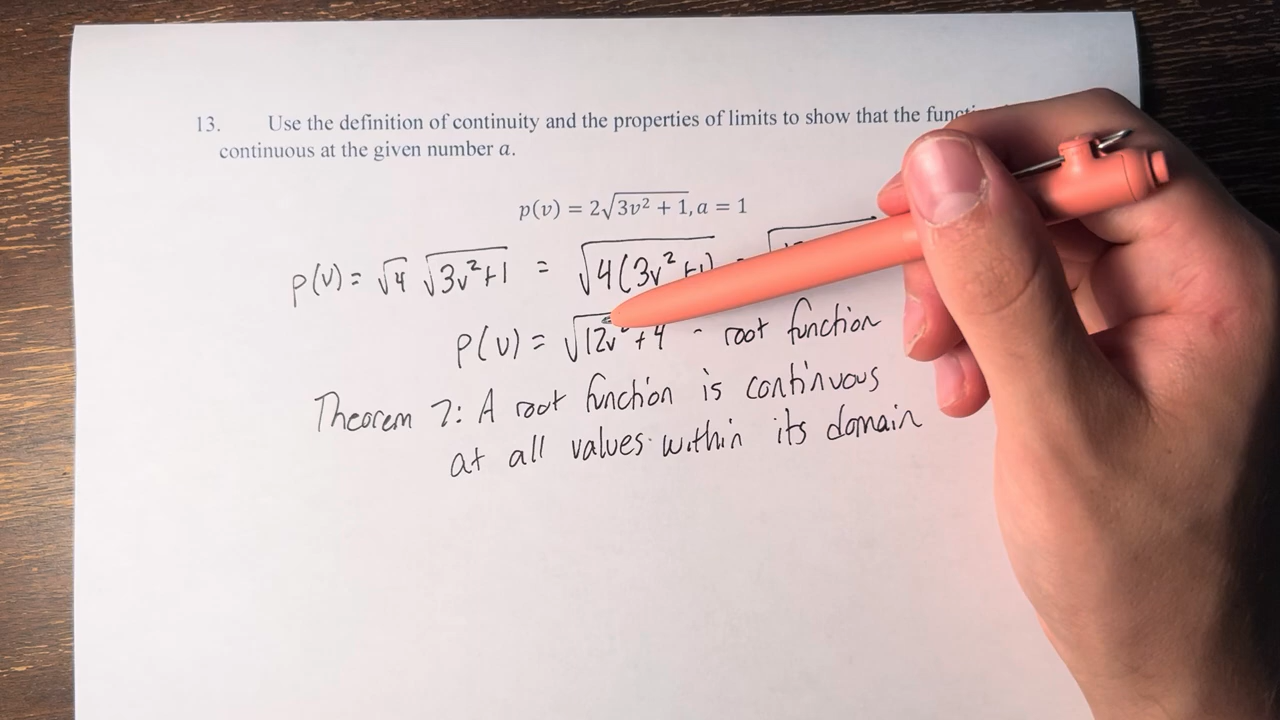 13. Use the definition of continuity and the properties of limits to show that the
continuous at the given number a.
p(v) = 2√3v² + 1, a = 1
p(v) = √4 √3v²+1 = √4(3v²+1)
p(v) = √12v² + 4 - root function
Theorem 7: A root function is continuous
at all values within its domain